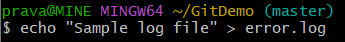 prava@MINE MINGW64 ~/GitDemo (master)
$ echo "Sample log file" > error.log